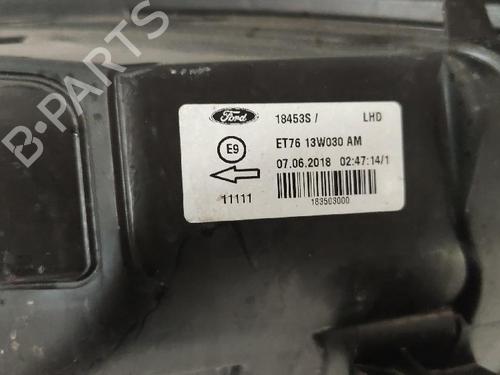 Ford 18453S / LHD
E9 ET76 13W030 AM
07.06.2018 02:47:14/1
11111
183503000
B-PARTS